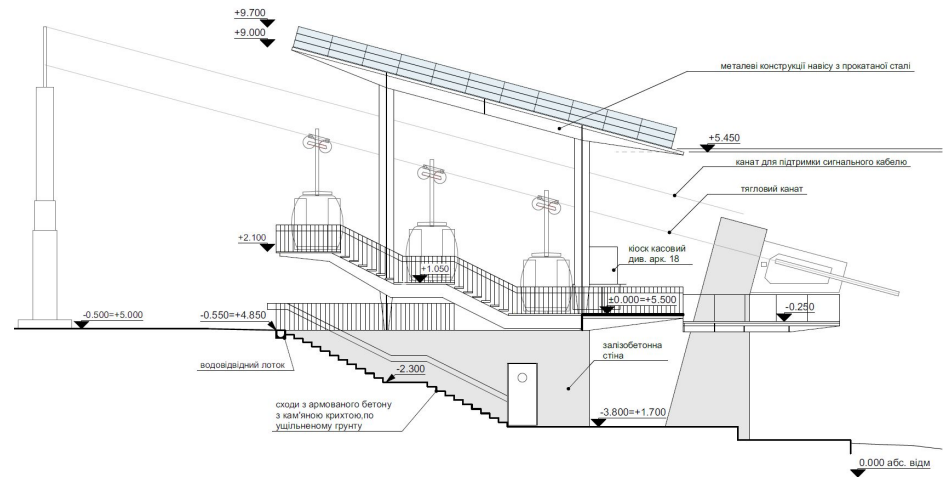 +9.700
+9.000
металеві конструкції навісу з прокатаної сталі
+5.450
канат для підтримки сигнального кабелю
тягловий канат
+2.100
+1.050
кіоск касовий
див. арк. 18
±0.000=+5.500
-0.250
-0.500=+5.000
-0.550=+4.850
залізобетонна
стіна
водовідвідний лоток
-2.300
сходи з армованого бетону
з кам'яною крихтою,по
ущільненому грунту
-3.800=+1.700
0.000 абс. відм